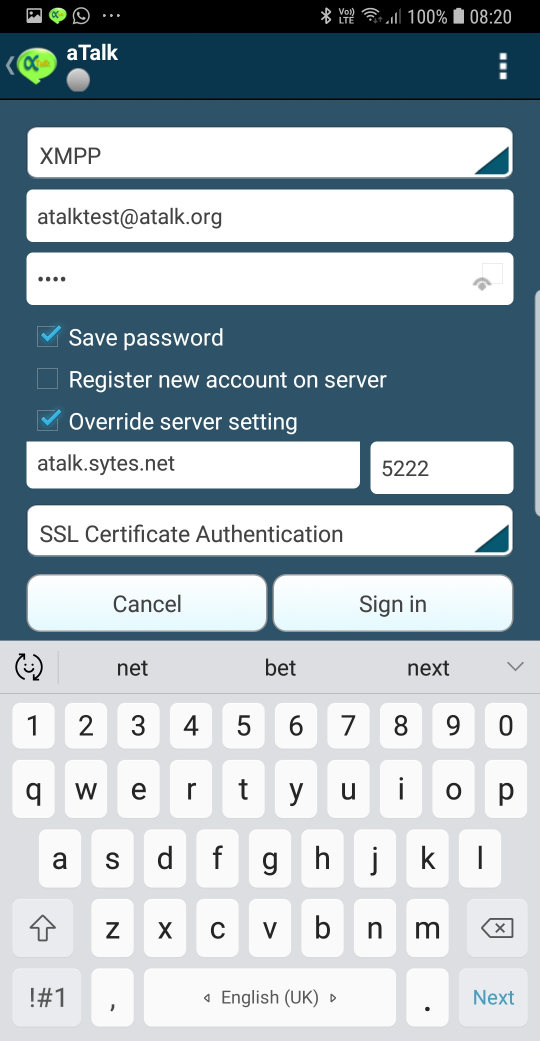 Vo)) LTE 100% 08:20
aTalk
XMPP
atalktest@atalk.org
••••
Save password
Register new account on server
Override server setting
atalk.sytes.net 5222
SSL Certificate Authentication
Cancel Sign in
net bet next
1 2 3 4 5 6 7 8 9 0
q w e r t y u i o p
a s d f g h j k l
z x c v b n m
!#1 , English (UK) . Next